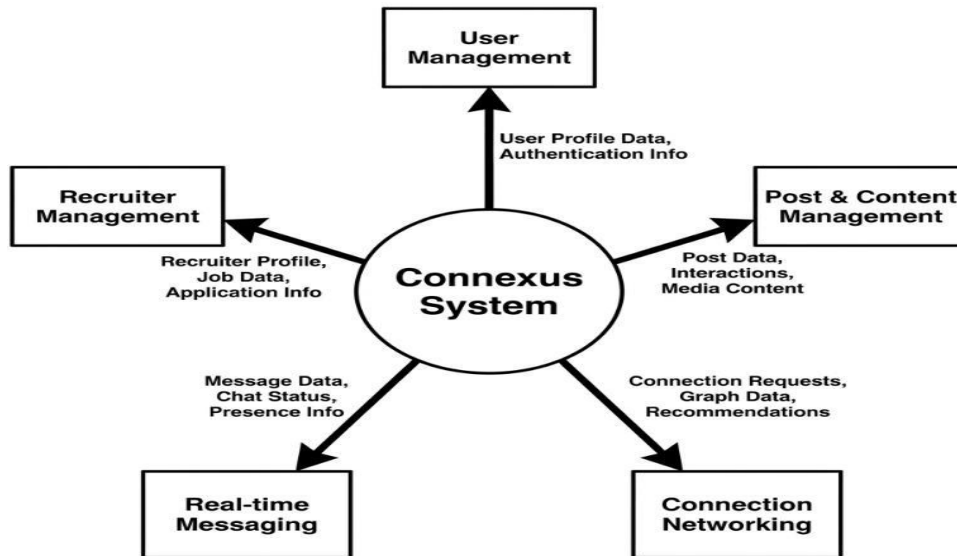 User
Management
User Profile Data,
Authentication Info
Recruiter
Management
Post & Content
Management
Recruiter Profile,
Job Data,
Application Info
Connexus
System
Post Data,
Interactions,
Media Content
Message Data,
Chat Status,
Presence Info
Connection Requests,
Graph Data,
Recommendations
Real-time
Messaging
Connection
Networking